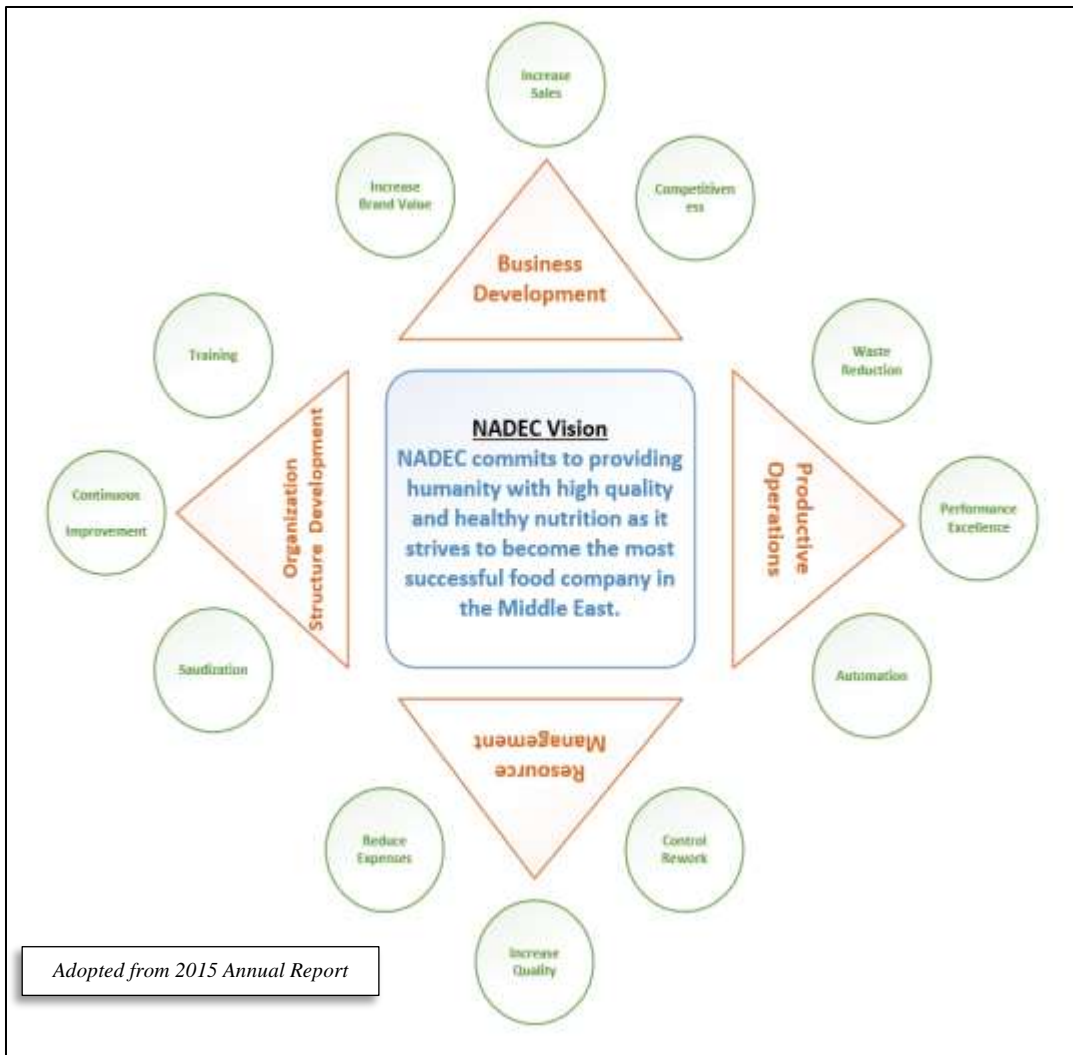 Increase
Sales
Increase
Brand Value
Competitiven
ess
Business
Development
Training
Waste
Reduction
Organization
Structure Development
NADEC Vision
NADEC commits to providing
humanity with high quality
and healthy nutrition as it
strives to become the most
successful food company in
the Middle East.
Productive
Operations
Continuous
Improvement
Performance
Excellence
Saudization
Automation
Resource
Management
Reduce
Expenses
Control
Rework
Increase
Quality
Adopted from 2015 Annual Report